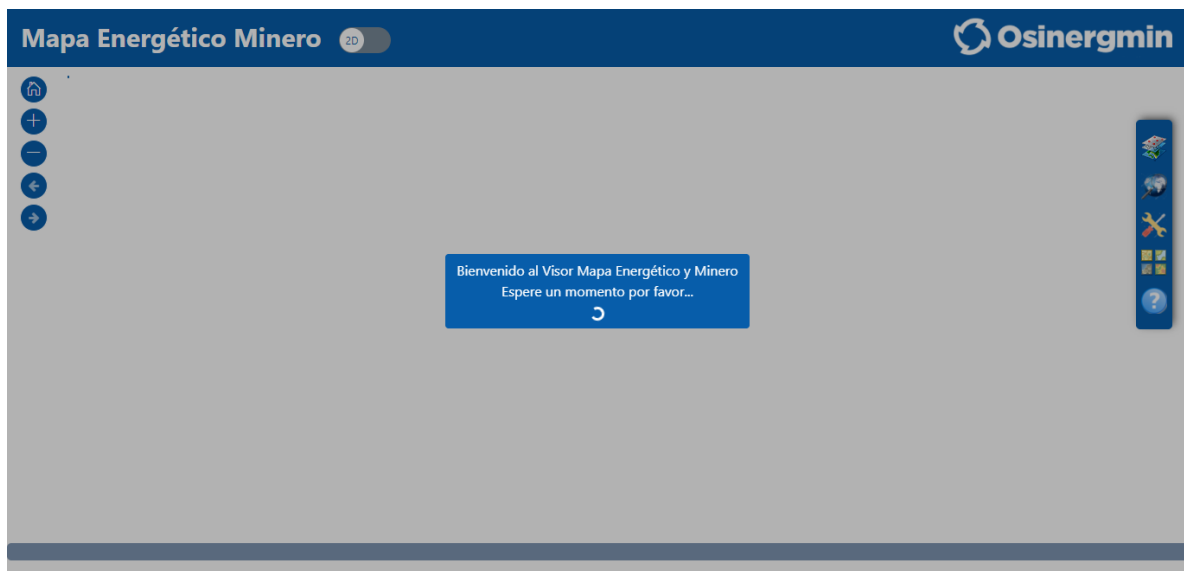 Mapa Energético Minero
2D
Osinergmin
Bienvenido al Visor Mapa Energético y Minero
Espere un momento por favor...
?